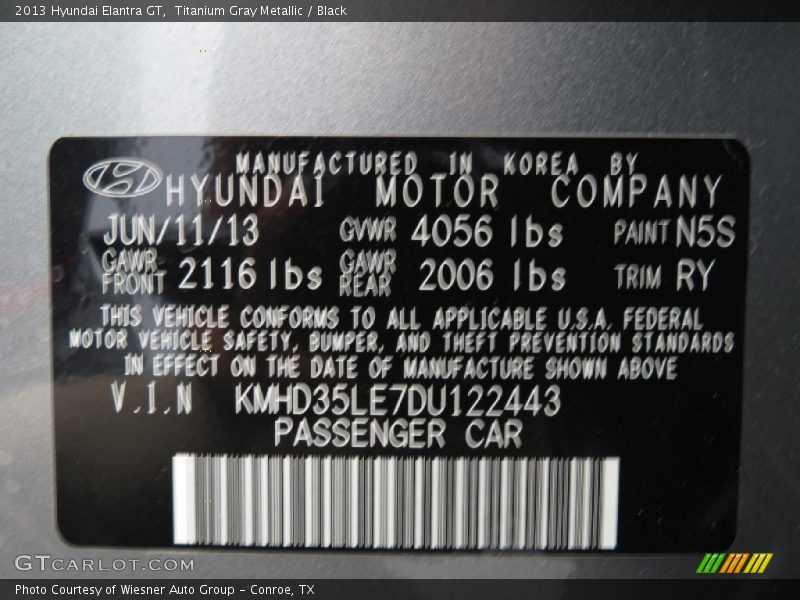 2013 Hyundai Elantra GT,  Titanium Gray Metallic / Black
MANUFACTURED IN KOREA BY
HYUNDAI MOTOR COMPANY
JUN/11/13 GVWR 4056 lbs PAINT N5S
GAWR FRONT 2116 lbs GAWR REAR 2006 lbs TRIM RY
THIS VEHICLE CONFORMS TO ALL APPLICABLE U.S.A. FEDERAL
MOTOR VEHICLE SAFETY, BUMPER, AND THEFT PREVENTION STANDARDS
IN EFFECT ON THE DATE OF MANUFACTURE SHOWN ABOVE
V.I.N KMHD35LE7DU122443
PASSENGER CAR
GTCARLOT.COM
Photo Courtesy of Wiesner Auto Group - Conroe, TX